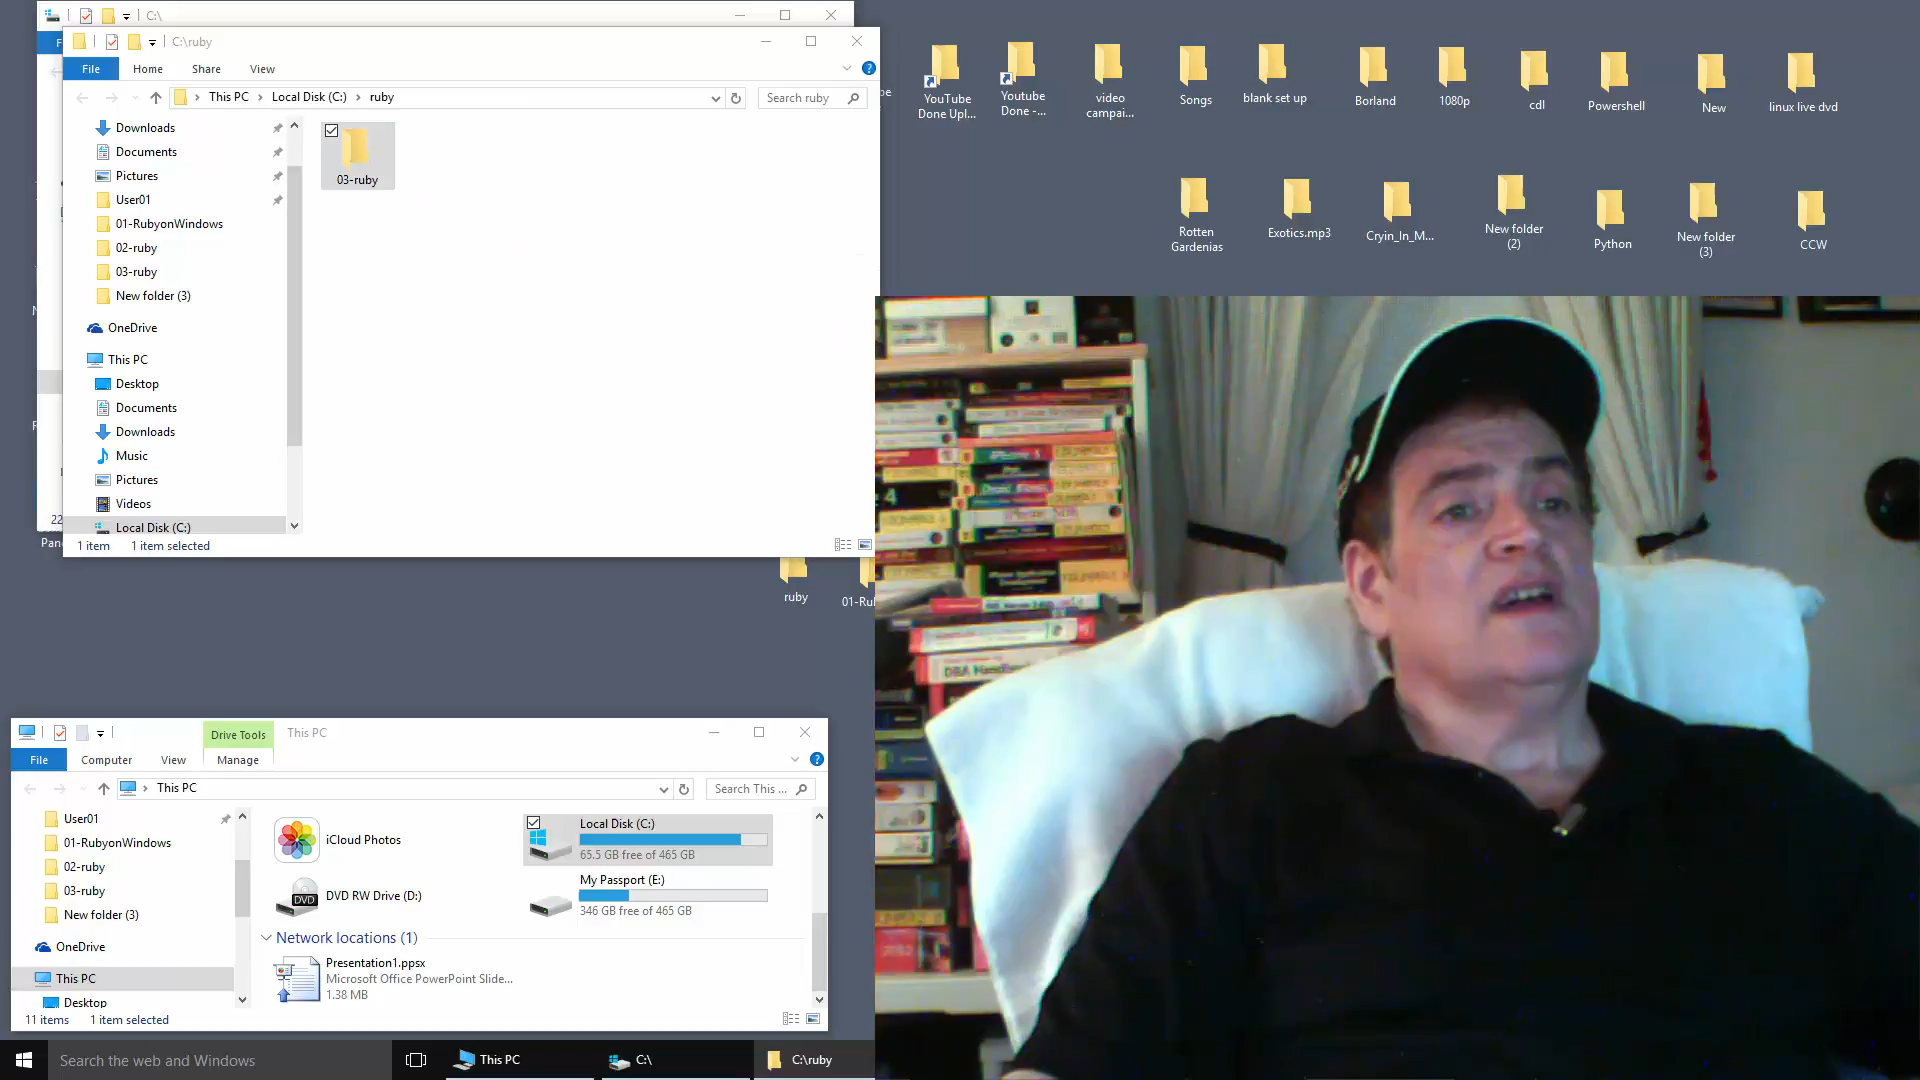 C:\
C:\ruby
File
Home
Share
View
This PC
Local Disk (C:)
ruby
Search ruby
Downloads
Documents
Pictures
User01
01-RubyonWindows
02-ruby
03-ruby
New folder (3)
OneDrive
This PC
Desktop
Documents
Downloads
Music
Pictures
Videos
Local Disk (C:)
03-ruby
22
1 item
1 item selected
YouTube
Done Upl...
Youtube
Done -...
video
campai...
Songs
blank set up
Borland
1080p
cdl
Powershell
New
linux live dvd
Rotten
Gardenias
Exotics.mp3
Cryin_In_M...
New folder
(2)
Python
New folder
(3)
CCW
ruby
01-Ru
Drive Tools
This PC
File
Computer
View
Manage
This PC
Search This ...
User01
01-RubyonWindows
02-ruby
03-ruby
New folder (3)
OneDrive
This PC
Desktop
iCloud Photos
Local Disk (C:)
65.5 GB free of 465 GB
DVD
DVD RW Drive (D:)
My Passport (E:)
346 GB free of 465 GB
Network locations (1)
Presentation1.ppsx
Microsoft Office PowerPoint Slide...
1.38 MB
11 items
1 item selected
Search the web and Windows
This PC
C:\
C:\ruby